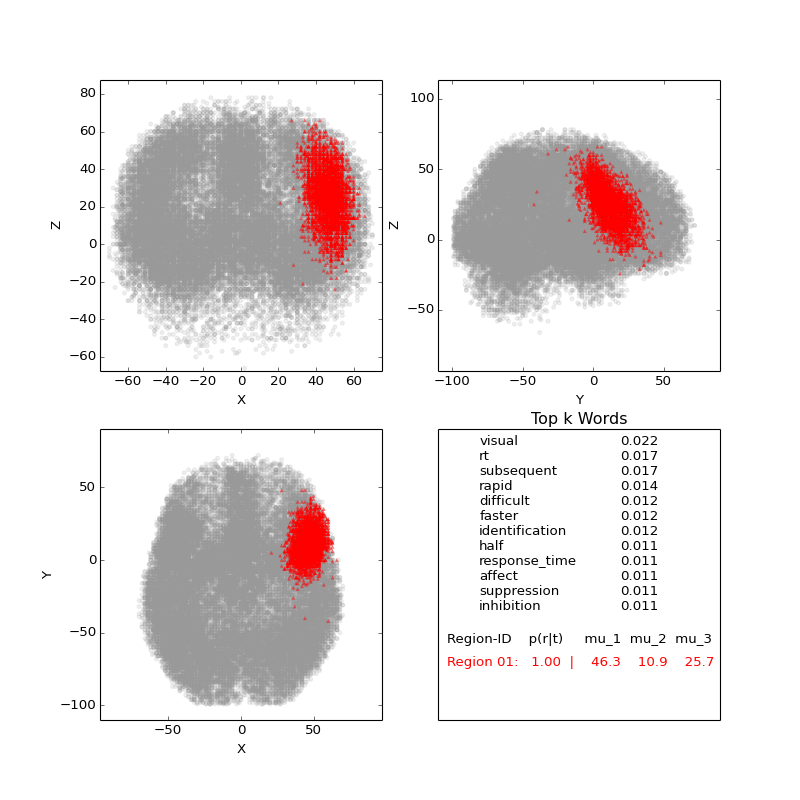 80
60
40
20
0
−20
−40
−60
Z
−60
−40
−20
0
20
40
60
X
100
50
0
−50
Z
−100
−50
0
50
Y
50
0
−50
−100
Y
−50
0
50
X
Top k Words
visual 0.022
rt 0.017
subsequent 0.017
rapid 0.014
difficult 0.012
faster 0.012
identification 0.012
half 0.011
response_time 0.011
affect 0.011
suppression 0.011
inhibition 0.011
Region-ID p(r|t) mu_1 mu_2 mu_3
Region 01: 1.00 | 46.3 10.9 25.7